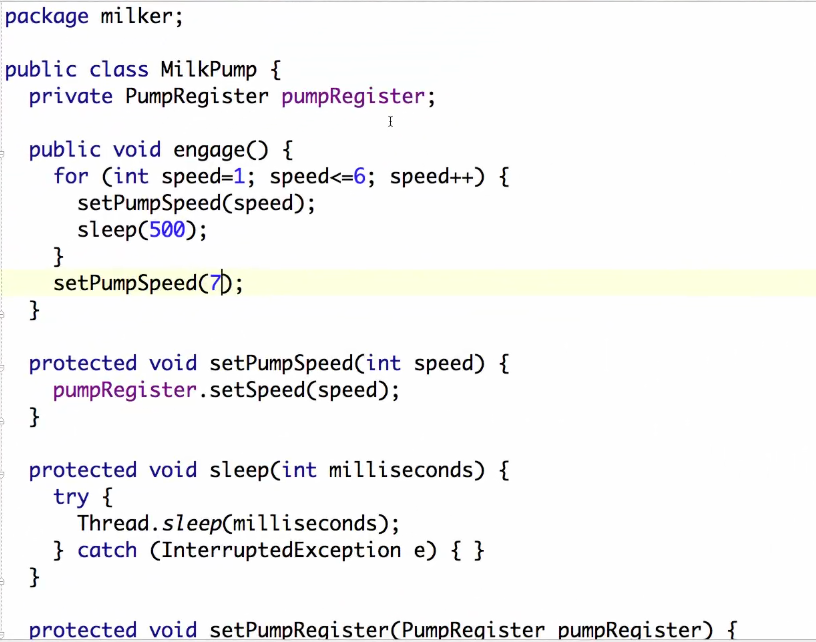 package milker;
public class MilkPump {
private PumpRegister pumpRegister;
public void engage() {
for (int speed=1; speed<=6; speed++) {
setPumpSpeed(speed);
sleep(500);
}
setPumpSpeed(7);
}
protected void setPumpSpeed(int speed) {
pumpRegister.setSpeed(speed);
}
protected void sleep(int milliseconds) {
try {
Thread.sleep(milliseconds);
} catch (InterruptedException e) { }
}
protected void setPumpRegister(PumpRegister pumpRegister) {